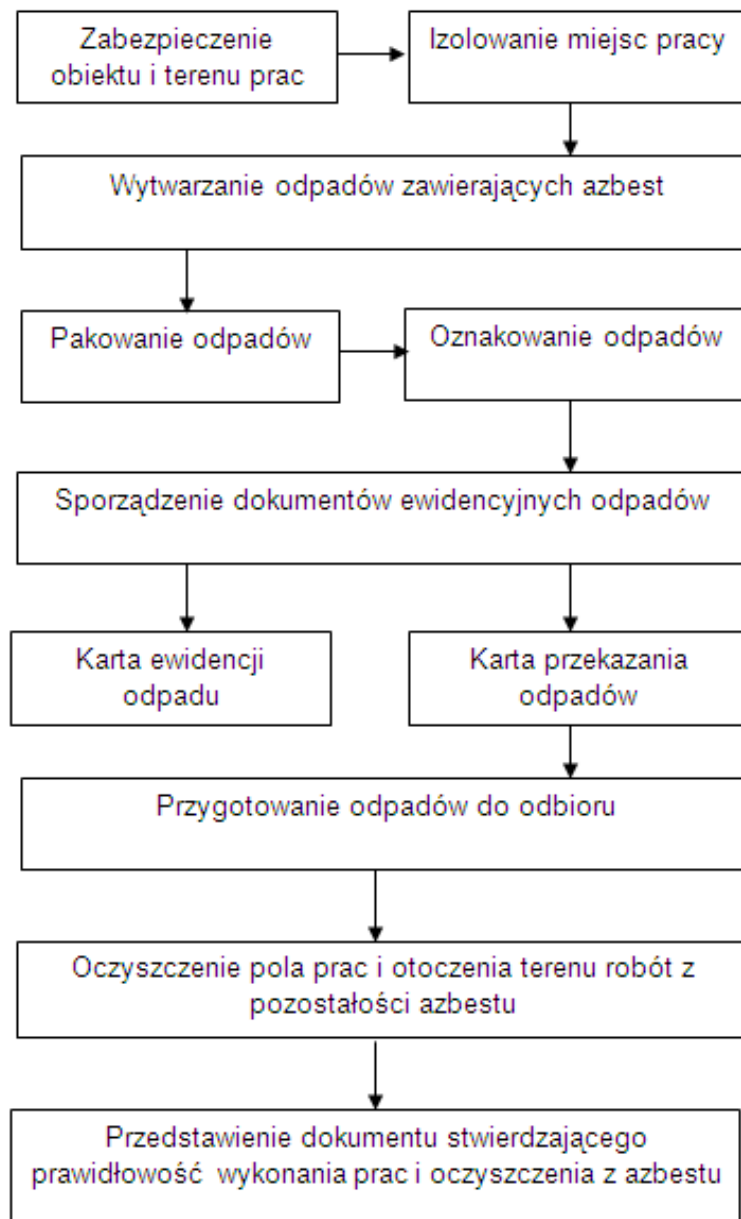 Zabezpieczenie
obiektu i terenu prac
Izolowanie miejsc pracy
Wytwarzanie odpadów zawierających azbest
Pakowanie odpadów
Oznakowanie odpadów
Sporządzenie dokumentów ewidencyjnych odpadów
Karta ewidencji
odpadu
Karta przekazania
odpadów
Przygotowanie odpadów do odbioru
Oczyszczenie pola prac i otoczenia terenu robót z
pozostałości azbestu
Przedstawienie dokumentu stwierdzającego
prawidłowość wykonania prac i oczyszczenia z azbestu